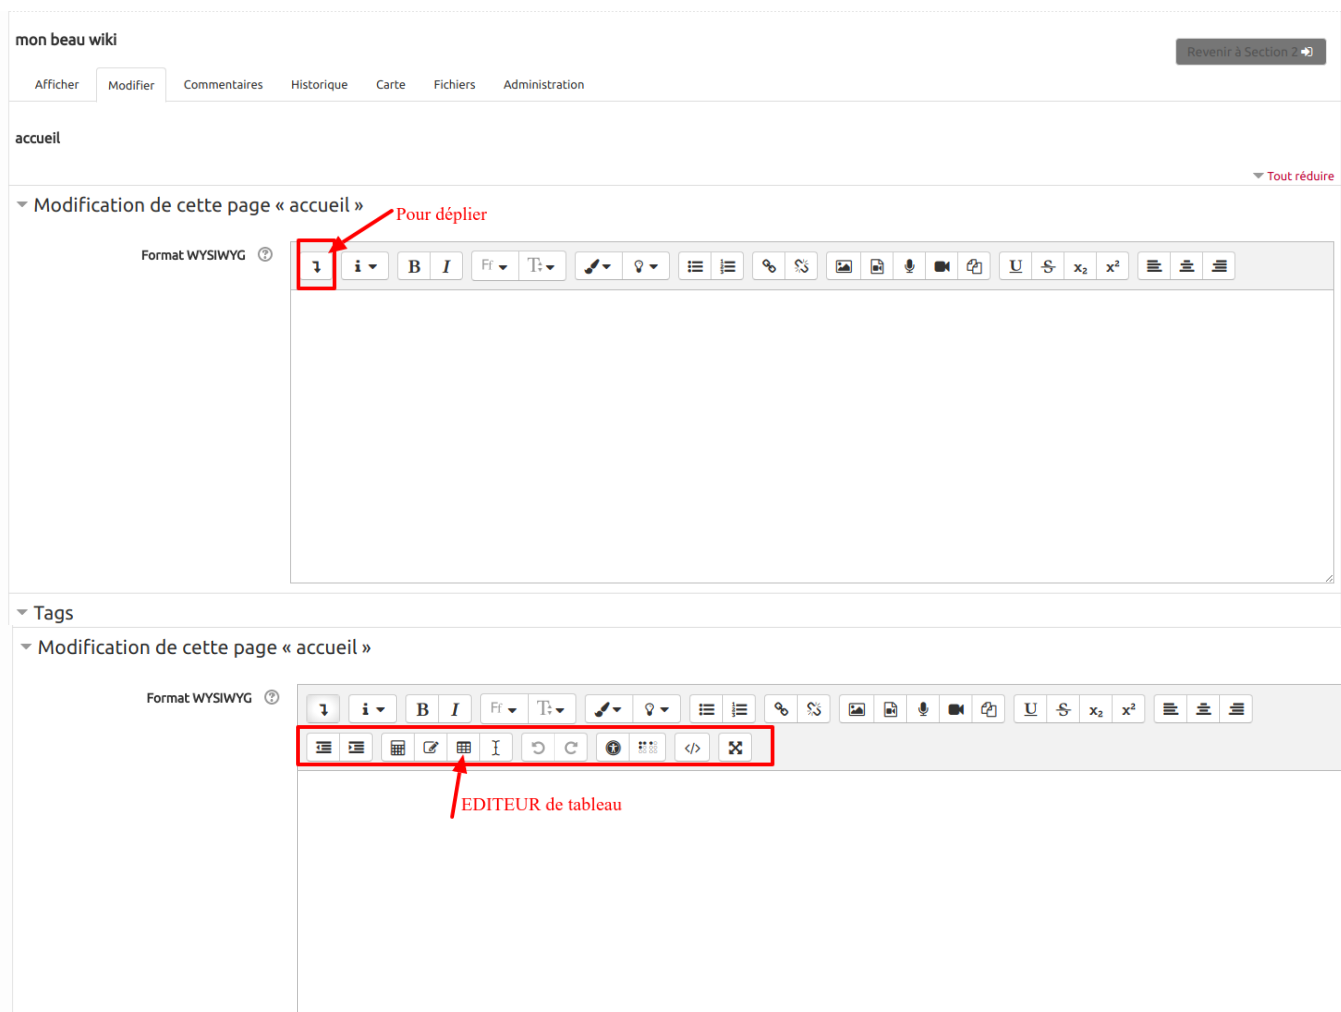 mon beau wiki
Revenir à Section 2
Afficher Modifier Commentaires Historique Carte Fichiers Administration
accueil
Tout réduire
Modification de cette page « accueil »
Pour déplier
Format WYSIWYG
Tags
Modification de cette page « accueil »
Format WYSIWYG
EDITEUR de tableau